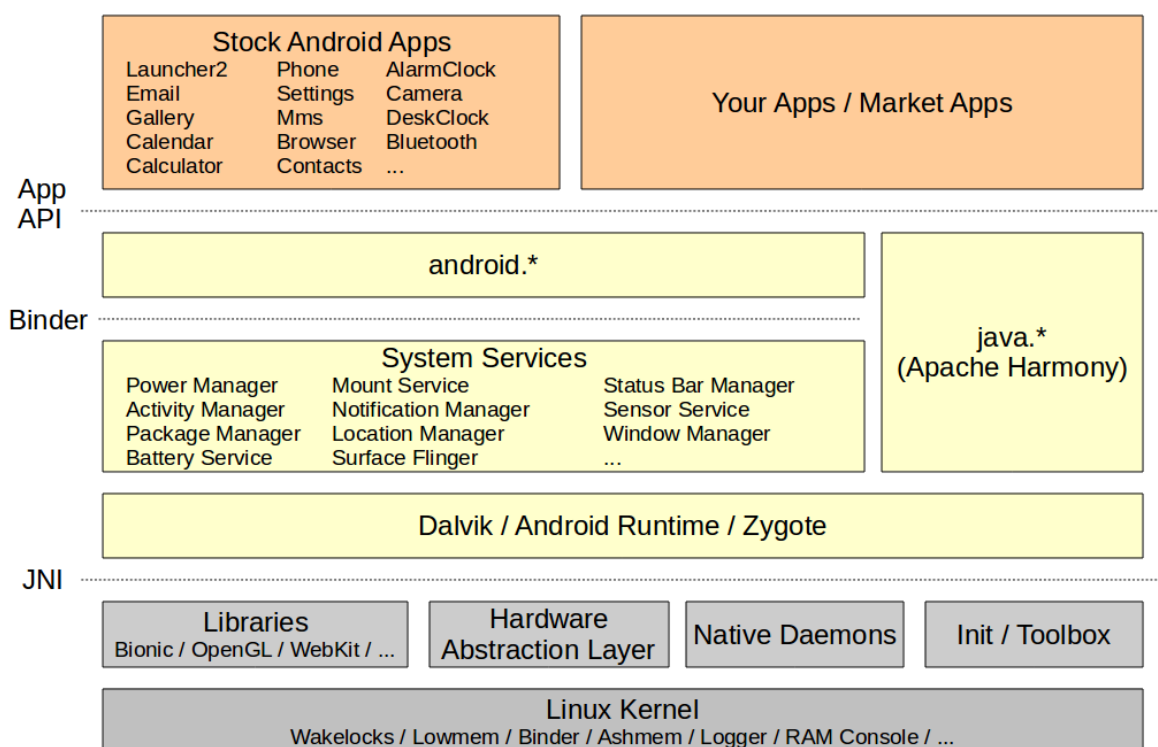 Stock Android Apps
Launcher2 Phone AlarmClock
Email Settings Camera
Gallery Mms DeskClock
Calendar Browser Bluetooth
Calculator Contacts ...
Your Apps / Market Apps
App
API
android.*
Binder
java.*
(Apache Harmony)
System Services
Power Manager Mount Service Status Bar Manager
Activity Manager Notification Manager Sensor Service
Package Manager Location Manager Window Manager
Battery Service Surface Flinger ...
Dalvik / Android Runtime / Zygote
JNI
Libraries
Bionic / OpenGL / WebKit / ...
Hardware
Abstraction Layer
Native Daemons
Init / Toolbox
Linux Kernel
Wakelocks / Lowmem / Binder / Ashmem / Logger / RAM Console / ...